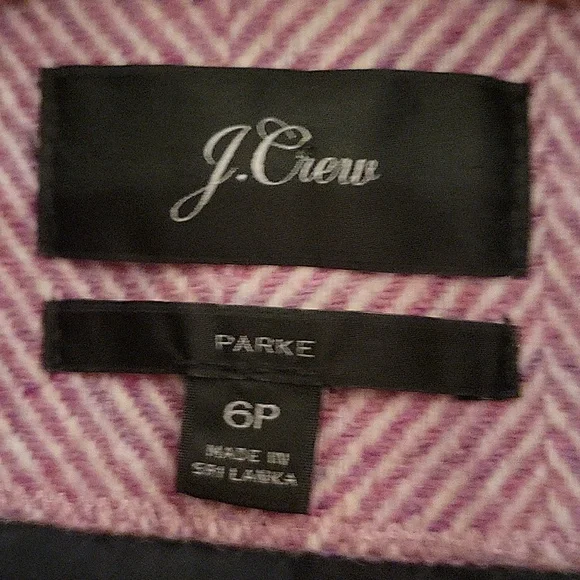 J.Crew
PARKE
6P
MADE IN
SRI LANKA